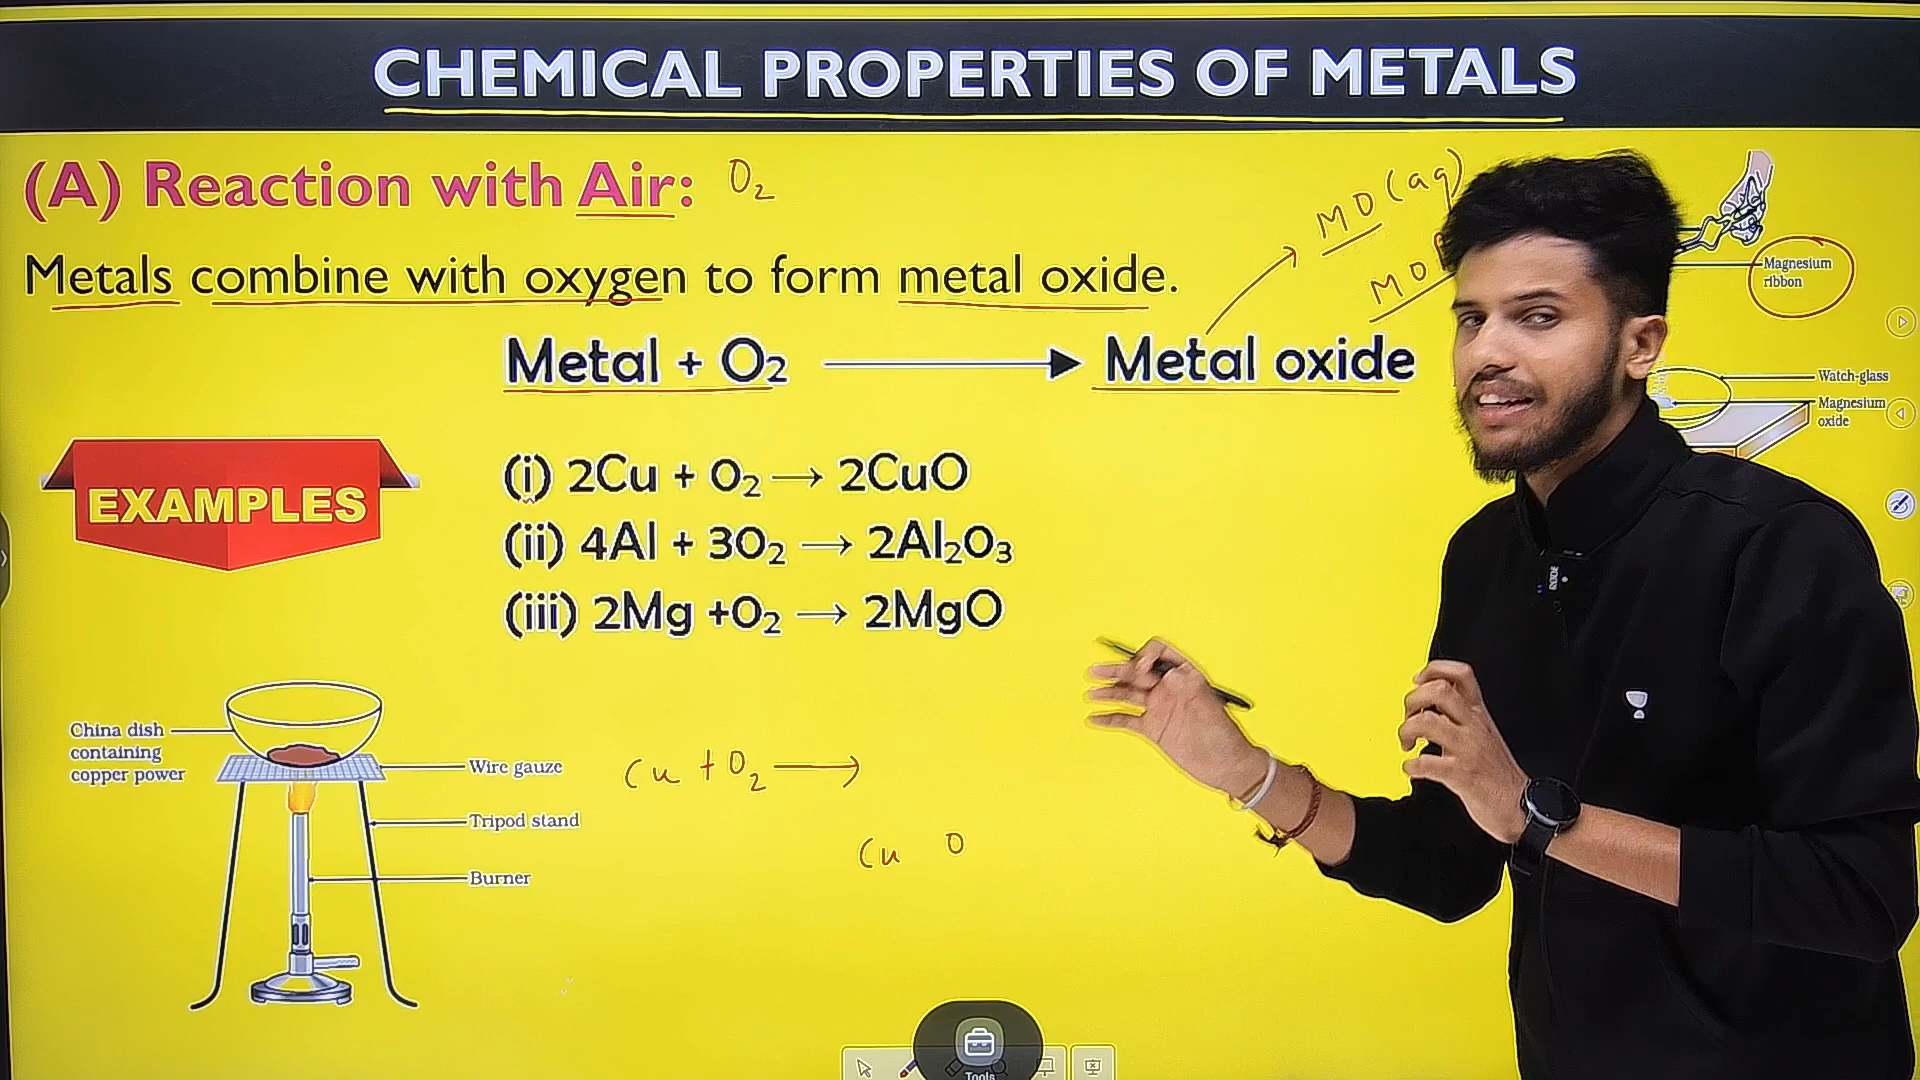 CHEMICAL PROPERTIES OF METALS
(A) Reaction with Air: O₂
MO(aq)
MO
Metals combine with oxygen to form metal oxide.
Magnesium
ribbon
Metal + O₂ ⟶ Metal oxide
Watch-glass
Magnesium
oxide
EXAMPLES
(i) 2Cu + O₂ → 2CuO
(ii) 4Al + 3O₂ → 2Al₂O₃
(iii) 2Mg +O₂ → 2MgO
China dish
containing
copper power
Wire gauze
Tripod stand
Burner
Cu + O₂ ⟶
Cu O
RODE
Tools